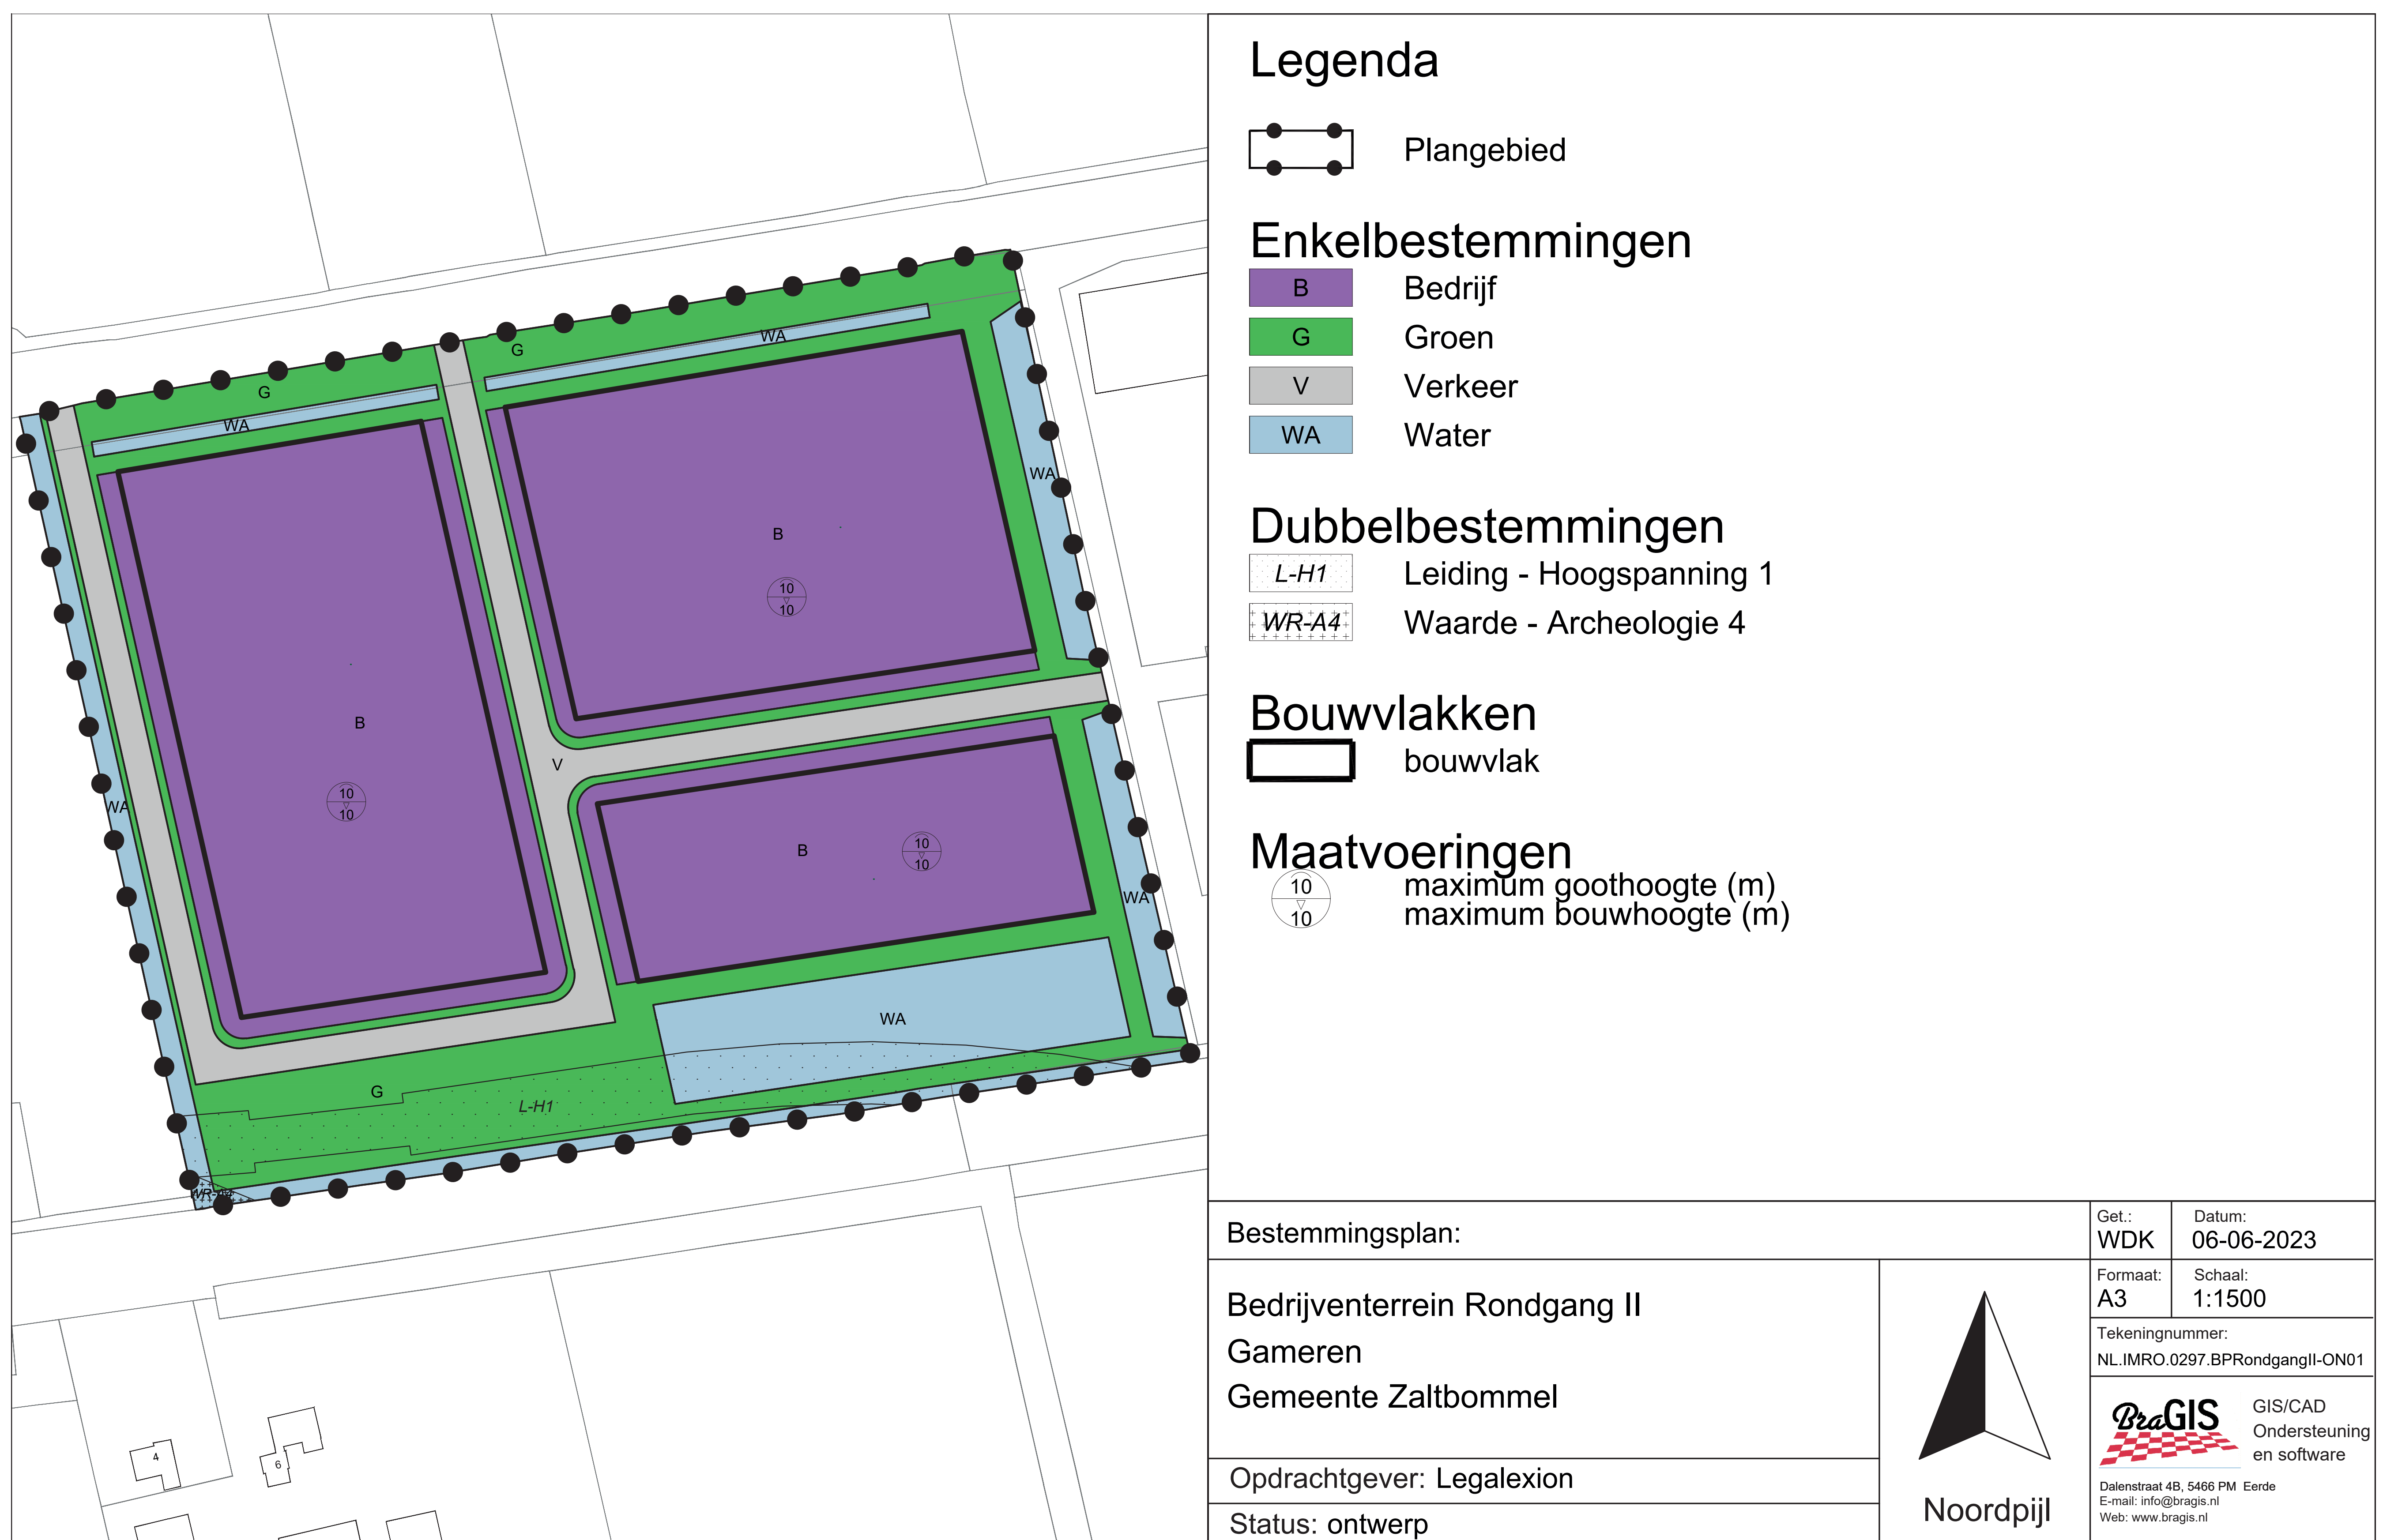 G
WA
G
WA
WA
B
10
10
B
V
10
10
WA
B
10
10
WA
WA
G
L-H1
WR-A4
4
6
Legenda
Plangebied
Enkelbestemmingen
B Bedrijf
G Groen
V Verkeer
WA Water
Dubbelbestemmingen
L-H1 Leiding - Hoogspanning 1
WR-A4 Waarde - Archeologie 4
Bouwvlakken
bouwvlak
Maatvoeringen
10 maximum goothoogte (m)
10 maximum bouwhoogte (m)
Bestemmingsplan:
Bedrijventerrein Rondgang II
Gameren
Gemeente Zaltbommel
Opdrachtgever: Legalexion
Status: ontwerp
Noordpijl
Get.: Datum:
WDK 06-06-2023
Formaat: Schaal:
A3 1:1500
Tekeningnummer:
NL.IMRO.0297.BPRondgangII-ON01
BraGIS
GIS/CAD
Ondersteuning
en software
Dalenstraat 4B, 5466 PM Eerde
E-mail: info@bragis.nl
Web: www.bragis.nl